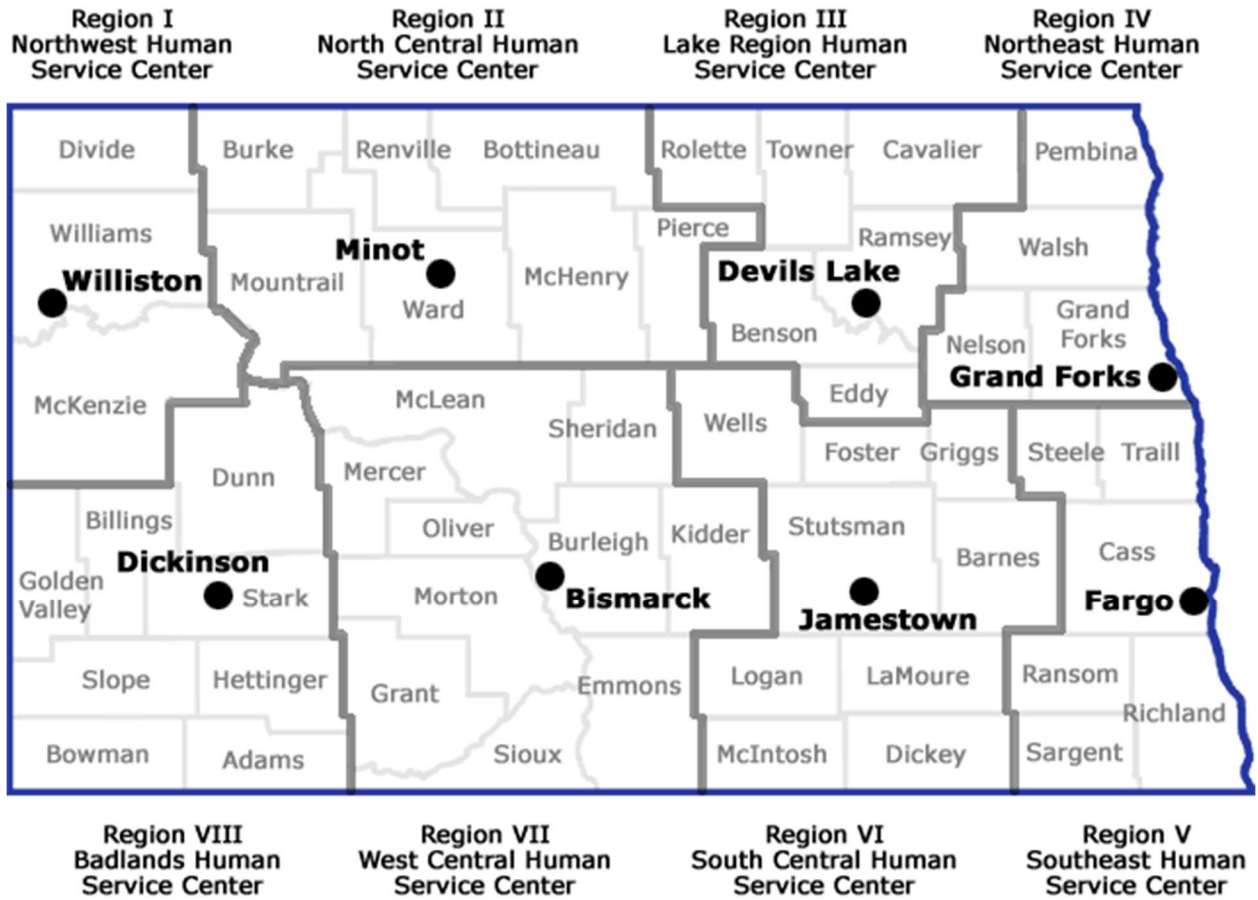 Region I
Northwest Human
Service Center
Region II
North Central Human
Service Center
Region III
Lake Region Human
Service Center
Region IV
Northeast Human
Service Center
Divide
Burke
Renville
Bottineau
Rolette
Towner
Cavalier
Pembina
Williams
Pierce
Ramsey
Walsh
Minot
Williston
Mountrail
McHenry
Devils Lake
Ward
Grand
Forks
Benson
Nelson
Grand Forks
McKenzie
McLean
Eddy
Sheridan
Wells
Foster
Griggs
Steele
Traill
Dunn
Mercer
Billings
Oliver
Burleigh
Kidder
Stutsman
Barnes
Cass
Dickinson
Golden
Valley
Stark
Morton
Bismarck
Jamestown
Fargo
Slope
Hettinger
Grant
Emmons
Logan
LaMoure
Ransom
Richland
Bowman
Adams
Sioux
McIntosh
Dickey
Sargent
Region VIII
Badlands Human
Service Center
Region VII
West Central Human
Service Center
Region VI
South Central Human
Service Center
Region V
Southeast Human
Service Center